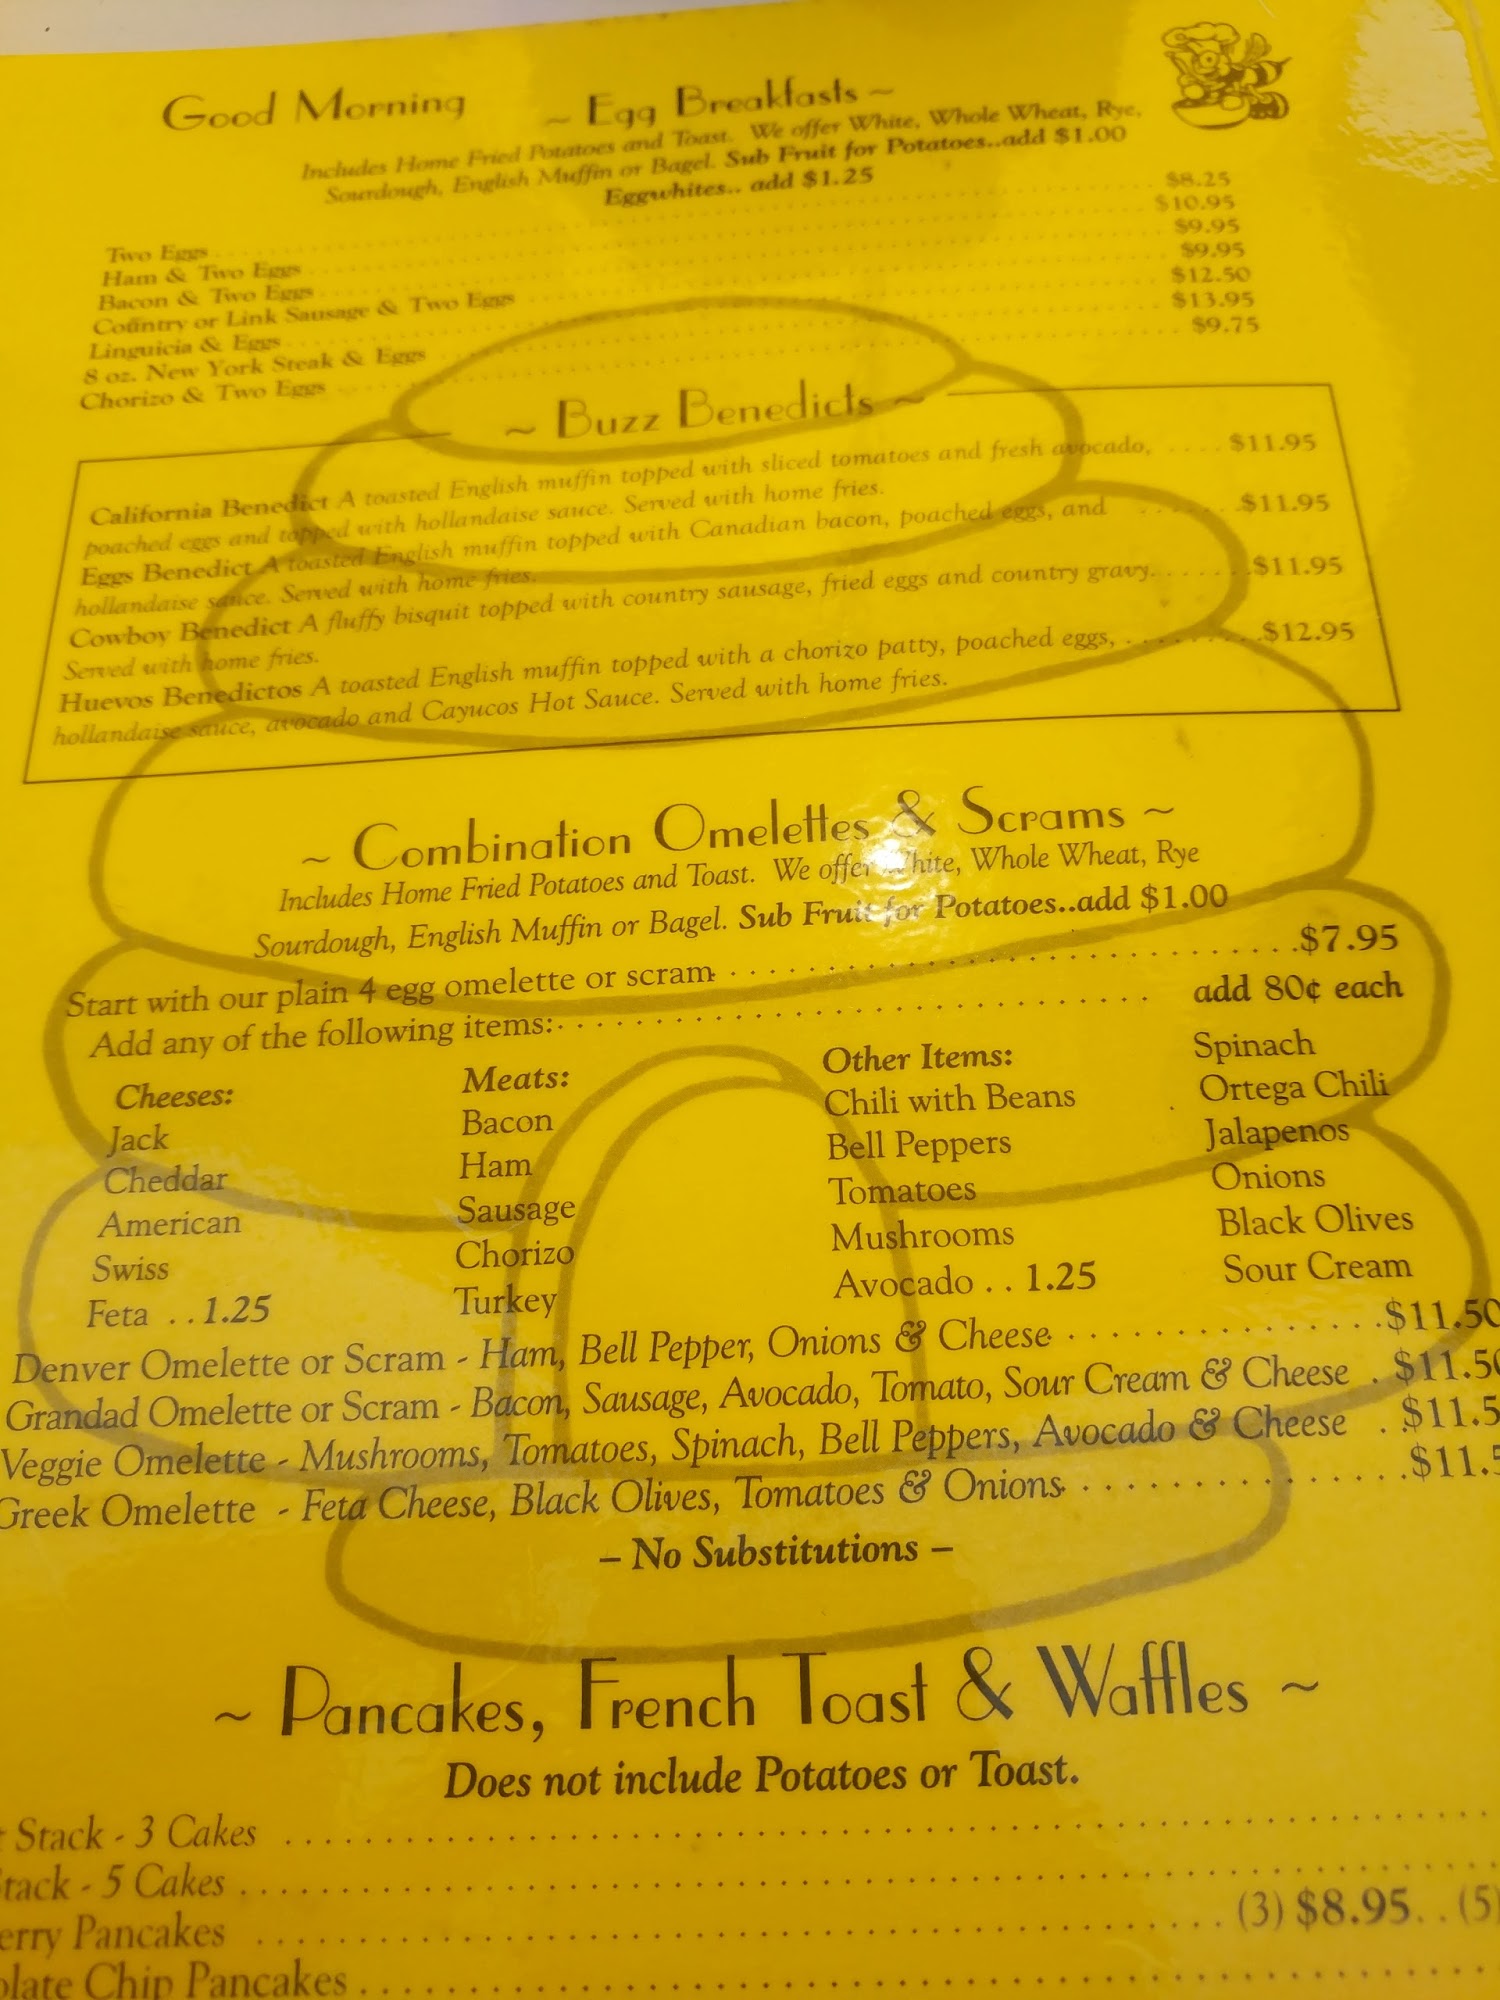 Good Morning ~ Egg Breakfasts ~
Includes Home Fried Potatoes and Toast. We offer White, Whole Wheat, Rye,
Sourdough, English Muffin or Bagel. Sub Fruit for Potatoes..add $1.00
Eggwhites.. add $1.25
Two Eggs $8.25
Ham & Two Eggs $10.95
Bacon & Two Eggs $9.95
Country or Link Sausage & Two Eggs $9.95
Linguicia & Eggs $12.50
8 oz. New York Steak & Eggs $13.95
Chorizo & Two Eggs $9.75
~ Buzz Benedicts ~
California Benedict A toasted English muffin topped with sliced tomatoes and fresh avocado, .... $11.95
poached eggs and topped with hollandaise sauce. Served with home fries.
Eggs Benedict A toasted English muffin topped with Canadian bacon, poached eggs, and ....... $11.95
hollandaise sauce. Served with home fries.
Cowboy Benedict A fluffy bisquit topped with country sausage, fried eggs and country gravy....... $11.95
Served with home fries.
Huevos Benedictos A toasted English muffin topped with a chorizo patty, poached eggs, ......... $12.95
hollandaise sauce, avocado and Cayucos Hot Sauce. Served with home fries.
~ Combination Omelettes & Scrams ~
Includes Home Fried Potatoes and Toast. We offer White, Whole Wheat, Rye
Sourdough, English Muffin or Bagel. Sub Fruit for Potatoes..add $1.00
Start with our plain 4 egg omelette or scram $7.95
Add any of the following items: add 80¢ each
Cheeses:
Jack
Cheddar
American
Swiss
Feta . . 1.25
Meats:
Bacon
Ham
Sausage
Chorizo
Turkey
Other Items:
Chili with Beans
Bell Peppers
Tomatoes
Mushrooms
Avocado . . 1.25
Spinach
Ortega Chili
Jalapenos
Onions
Black Olives
Sour Cream
Denver Omelette or Scram - Ham, Bell Pepper, Onions & Cheese $11.50
Grandad Omelette or Scram - Bacon, Sausage, Avocado, Tomato, Sour Cream & Cheese . $11.50
Veggie Omelette - Mushrooms, Tomatoes, Spinach, Bell Peppers, Avocado & Cheese . . $11.5
Greek Omelette - Feta Cheese, Black Olives, Tomatoes & Onions $11.5
– No Substitutions –
~ Pancakes, French Toast & Waffles ~
Does not include Potatoes or Toast.
Stack - 3 Cakes
tack - 5 Cakes
erry Pancakes (3) $8.95. . (5)
olate Chip Pancakes